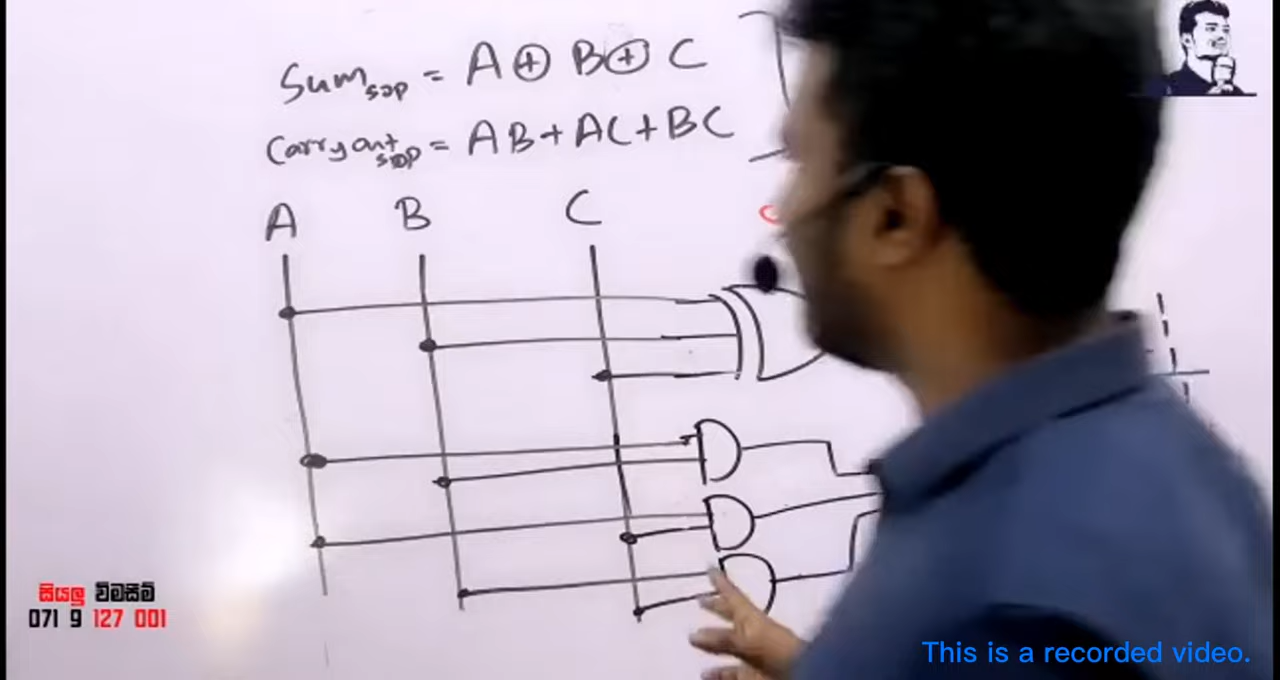 Sum sop = A ⊕ B ⊕ C
Carry out sop = AB + AC + BC
A B C
සියලු විමසීම්
071 9 127 001
This is a recorded video.